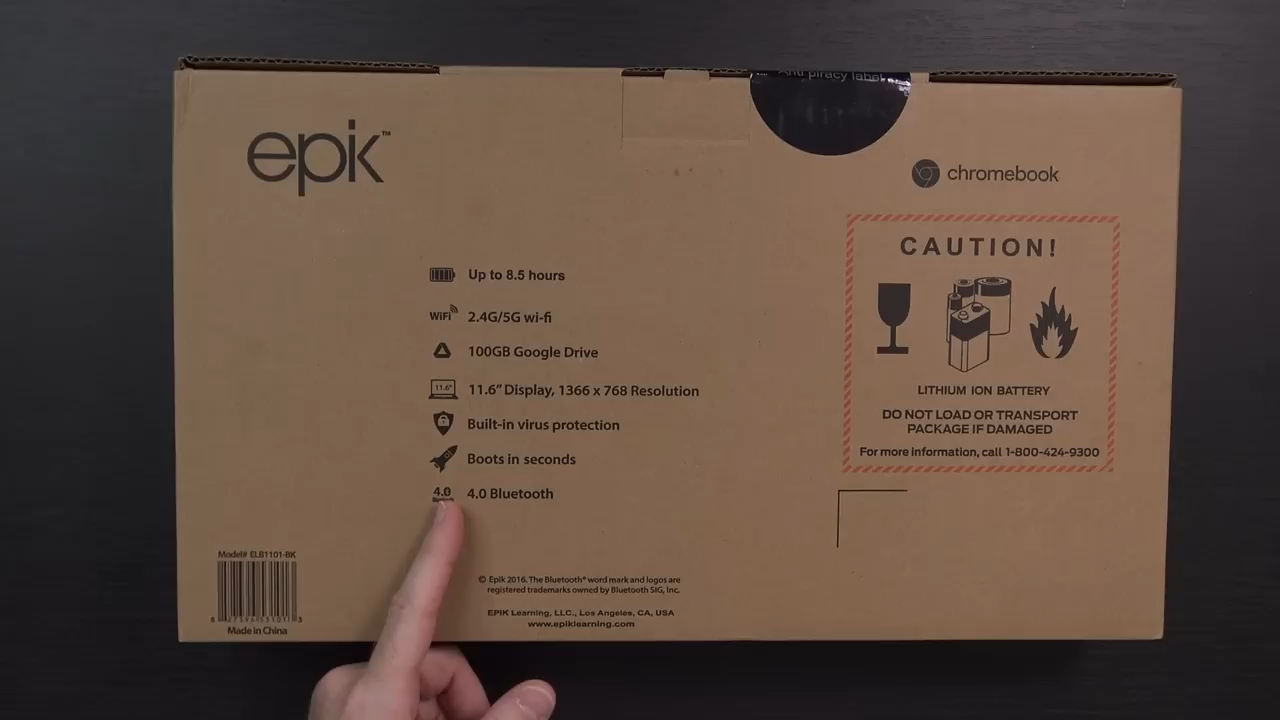 Anti piracy label
epik™
chromebook
CAUTION!
Up to 8.5 hours
WiFi 2.4G/5G wi-fi
100GB Google Drive
11.6" 11.6" Display, 1366 x 768 Resolution
Built-in virus protection
Boots in seconds
4.0 4.0 Bluetooth
LITHIUM ION BATTERY
DO NOT LOAD OR TRANSPORT
PACKAGE IF DAMAGED
For more information, call 1-800-424-9300
Model# ELB1101-BK
Made in China
© Epik 2016. The Bluetooth® word mark and logos are
registered trademarks owned by Bluetooth SIG, Inc.
EPIK Learning, LLC., Los Angeles, CA, USA
www.epiklearning.com